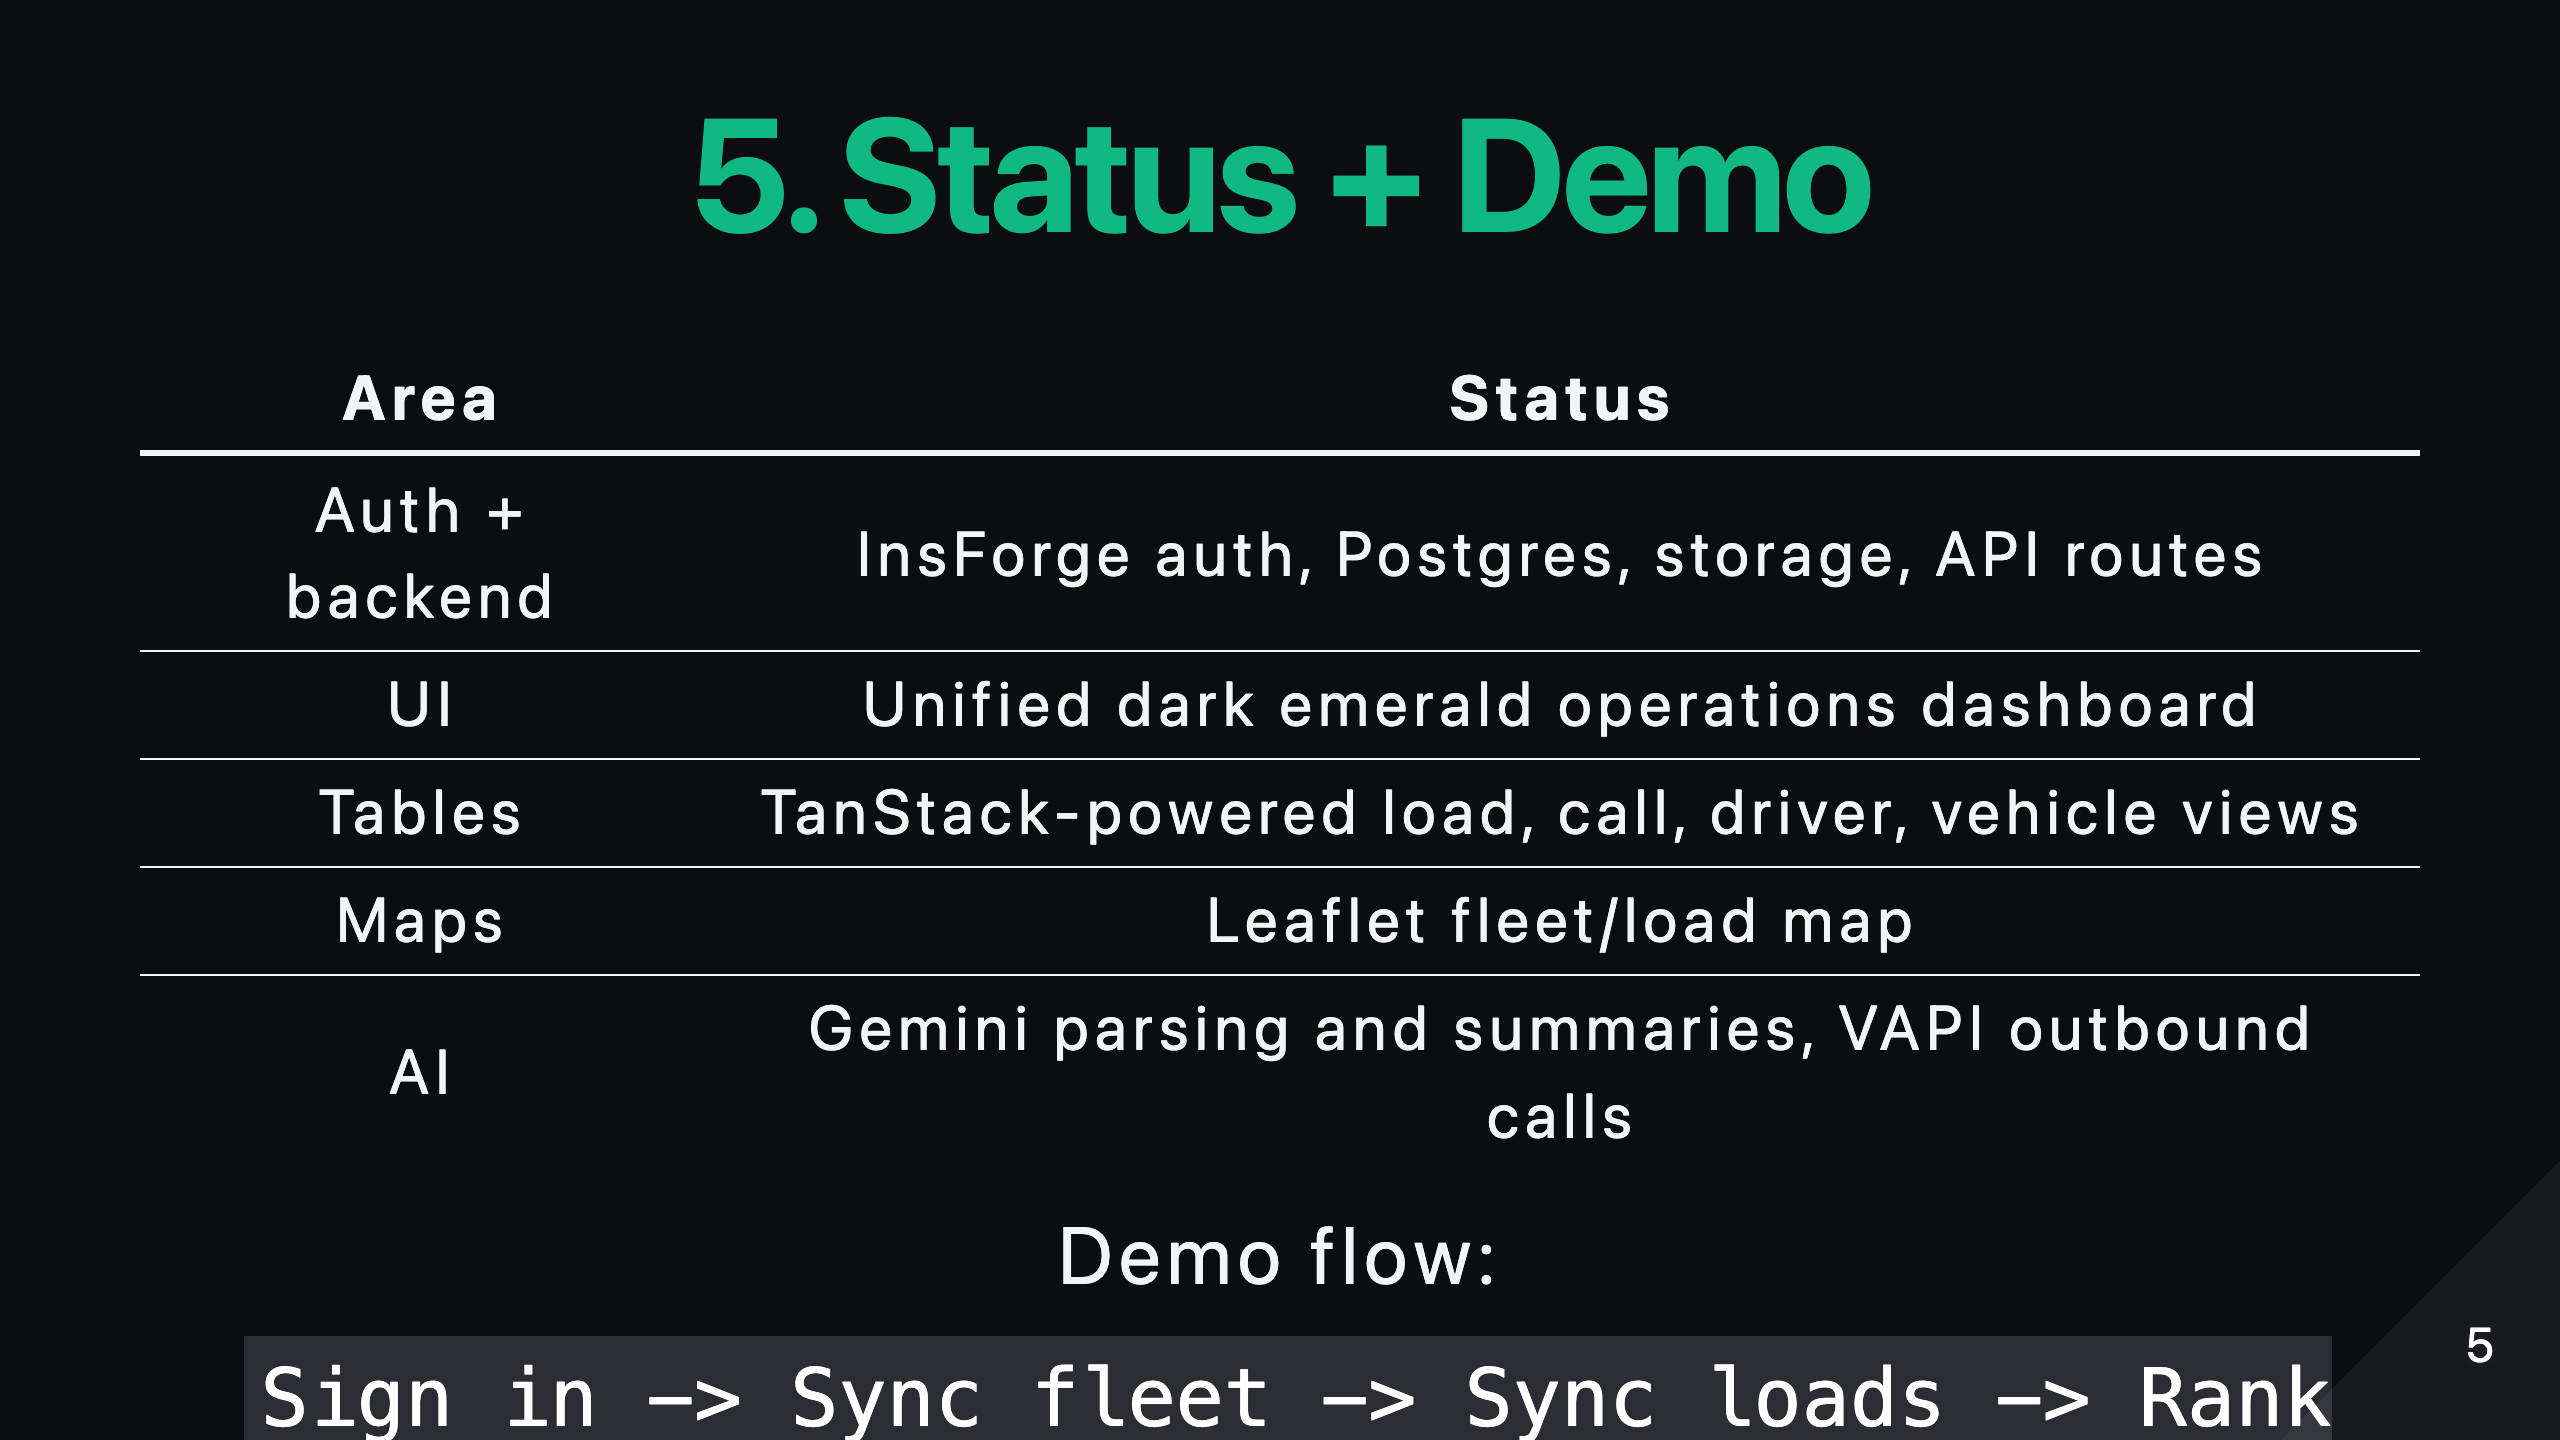 5. Status + Demo
Area Status
Auth +
backend
InsForge auth, Postgres, storage, API routes
UI Unified dark emerald operations dashboard
Tables TanStack-powered load, call, driver, vehicle views
Maps Leaflet fleet/load map
AI
Gemini parsing and summaries, VAPI outbound
calls
Demo flow:
Sign in —> Sync fleet —> Sync loads —> Rank
5